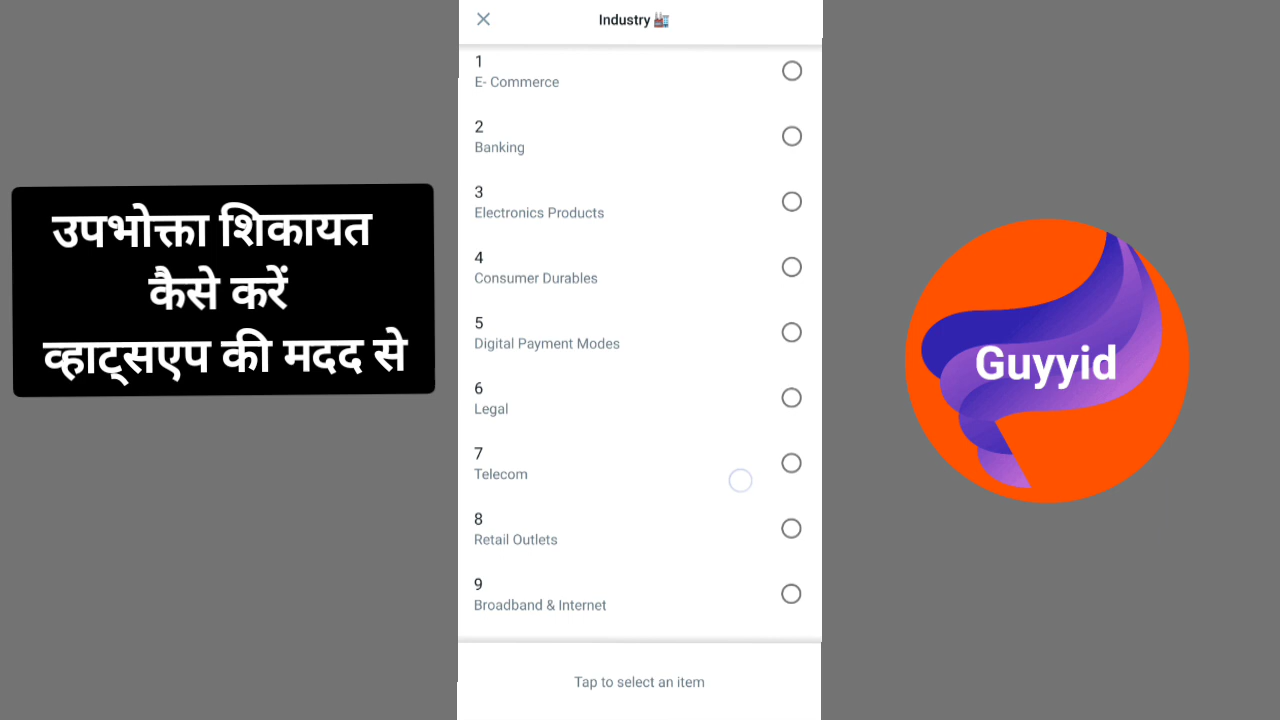 उपभोक्ता शिकायत
कैसे करें
व्हाट्सएप की मदद से
Industry 🏭
1
E- Commerce
2
Banking
3
Electronics Products
4
Consumer Durables
5
Digital Payment Modes
6
Legal
7
Telecom
8
Retail Outlets
9
Broadband & Internet
Tap to select an item
Guyyid